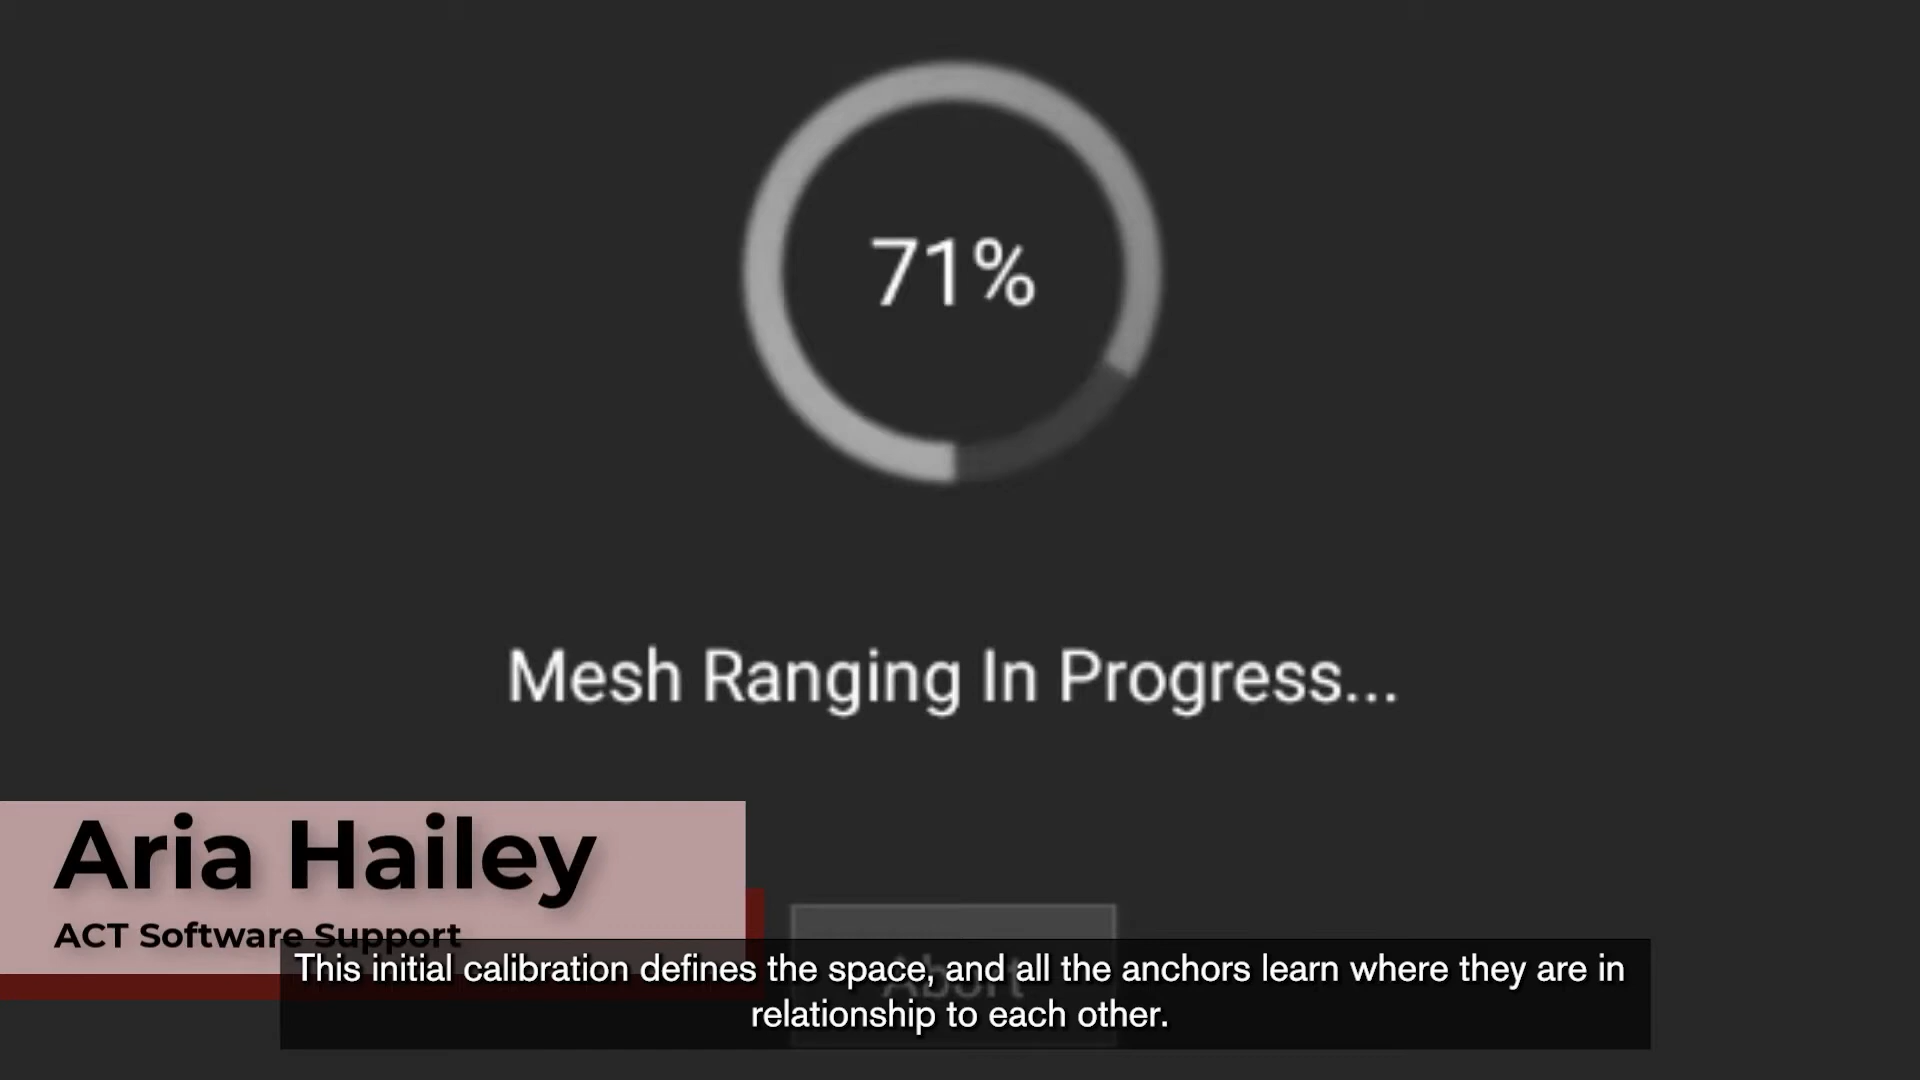 71%
Mesh Ranging In Progress...
Aria Hailey
ACT Software Support
Abort
This initial calibration defines the space, and all the anchors learn where they are in
relationship to each other.